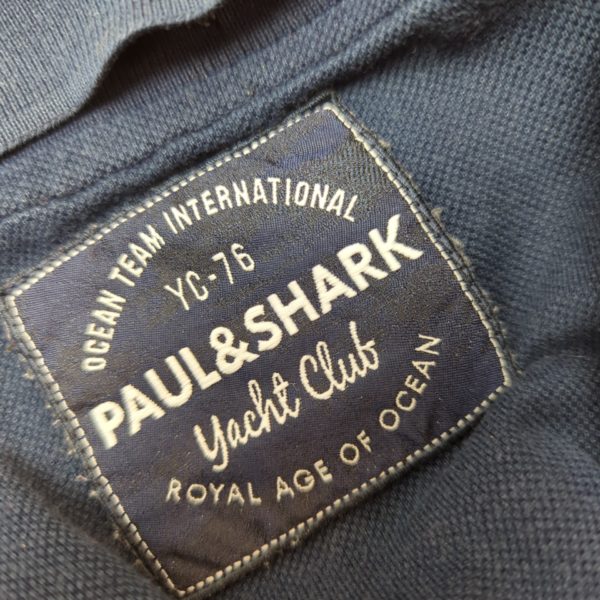 OCEAN TEAM INTERNATIONAL
YC-76
PAUL&SHARK
Yacht Club
ROYAL AGE OF OCEAN